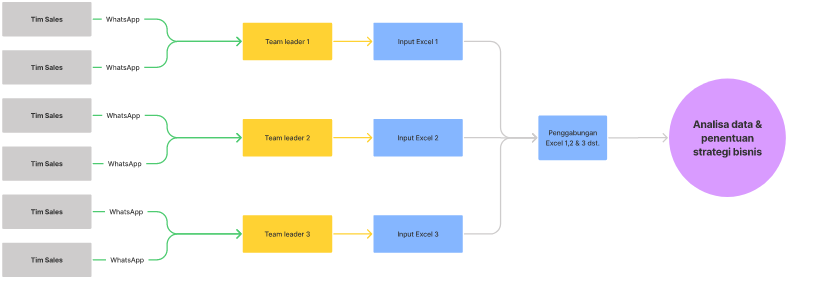 Tim Sales
WhatsApp
Tim Sales
WhatsApp
Team leader 1
Input Excel 1
Tim Sales
WhatsApp
Tim Sales
WhatsApp
Team leader 2
Input Excel 2
Tim Sales
WhatsApp
Tim Sales
WhatsApp
Team leader 3
Input Excel 3
Penggabungan
Excel 1,2 & 3 dst.
Analisa data &
penentuan
strategi bisnis